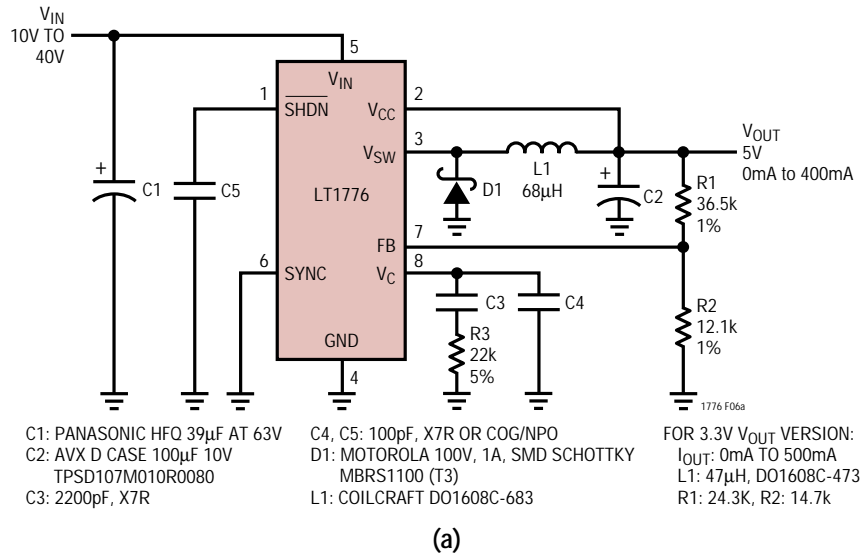 VIN
10V TO
40V
5
VIN
1
SHDN
VCC
2
VSW
3
LT1776
FB
7
6
SYNC
VC
8
GND
4
+
C1
C5
D1
L1
68µH
+
C2
VOUT
5V
0mA to 400mA
R1
36.5k
1%
C3
C4
R3
22k
5%
R2
12.1k
1%
1776 F06a
C1: PANASONIC HFQ 39µF AT 63V
C2: AVX D CASE 100µF 10V
TPSD107M010R0080
C3: 2200pF, X7R
C4, C5: 100pF, X7R OR COG/NPO
D1: MOTOROLA 100V, 1A, SMD SCHOTTKY
MBRS1100 (T3)
L1: COILCRAFT DO1608C-683
FOR 3.3V VOUT VERSION:
IOUT: 0mA TO 500mA
L1: 47µH, DO1608C-473
R1: 24.3K, R2: 14.7k
(a)